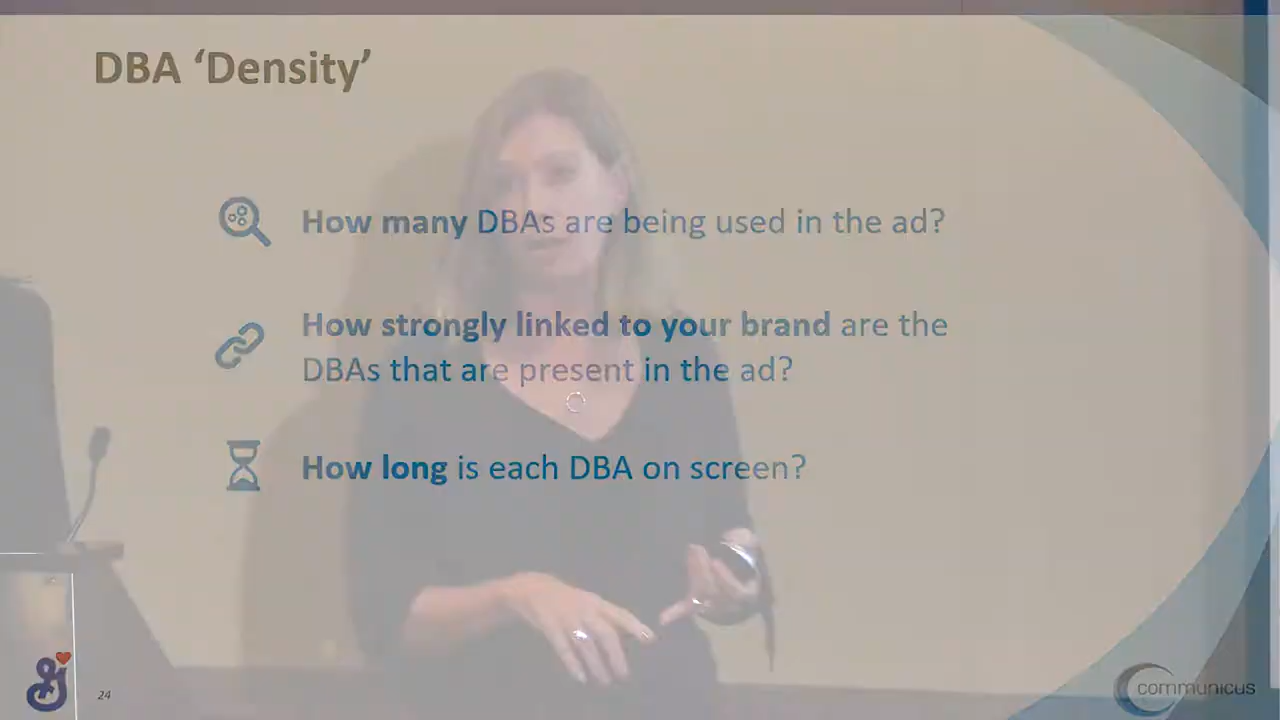 DBA ‘Density’
How many DBAs are being used in the ad?
How strongly linked to your brand are the
DBAs that are present in the ad?
How long is each DBA on screen?
24
communicus